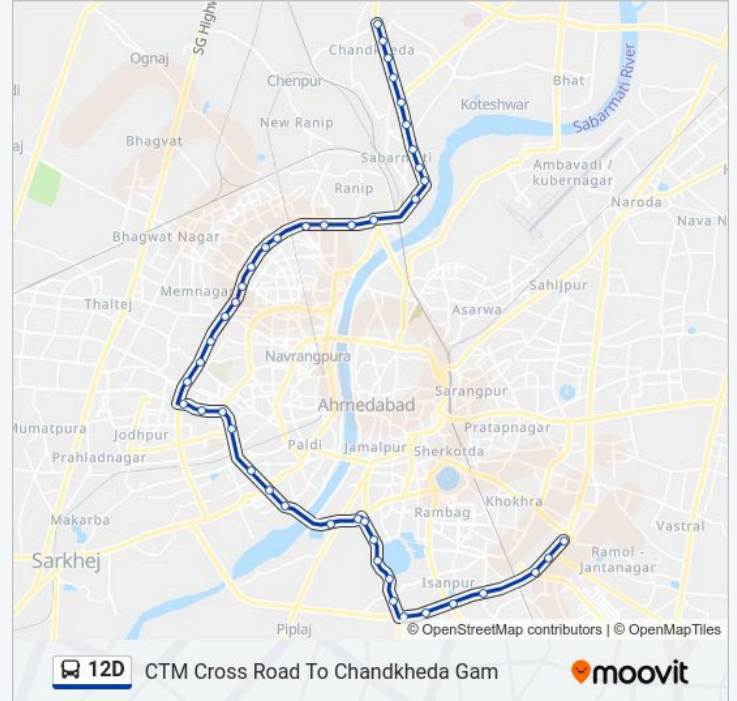 SG Highw
Ognaj
Chandkheda
Chenpur
Bhat
Koteshwar
Sabarmati River
New Ranip
Bhagvat
Sabarmati
Ambavadi /
kubernagar
Ranip
Naroda
Nava N
Bhagwat Nagar
Memnagar
Sahijpur
Thaltej
Asarwa
Navrangpura
Sarangpur
Ahmedabad
Mumatpura
Jodhpur
Pratapnagar
Paldi
Jamalpur
Sherkotda
Prahladnagar
Khokhra
Rambag
Makarba
Vastral
Sarkhej
Ramol -
Jantanagar
Isanpur
Piplaj
© OpenStreetMap contributors | © OpenMapTiles
12D
CTM Cross Road To Chandkheda Gam
moovit